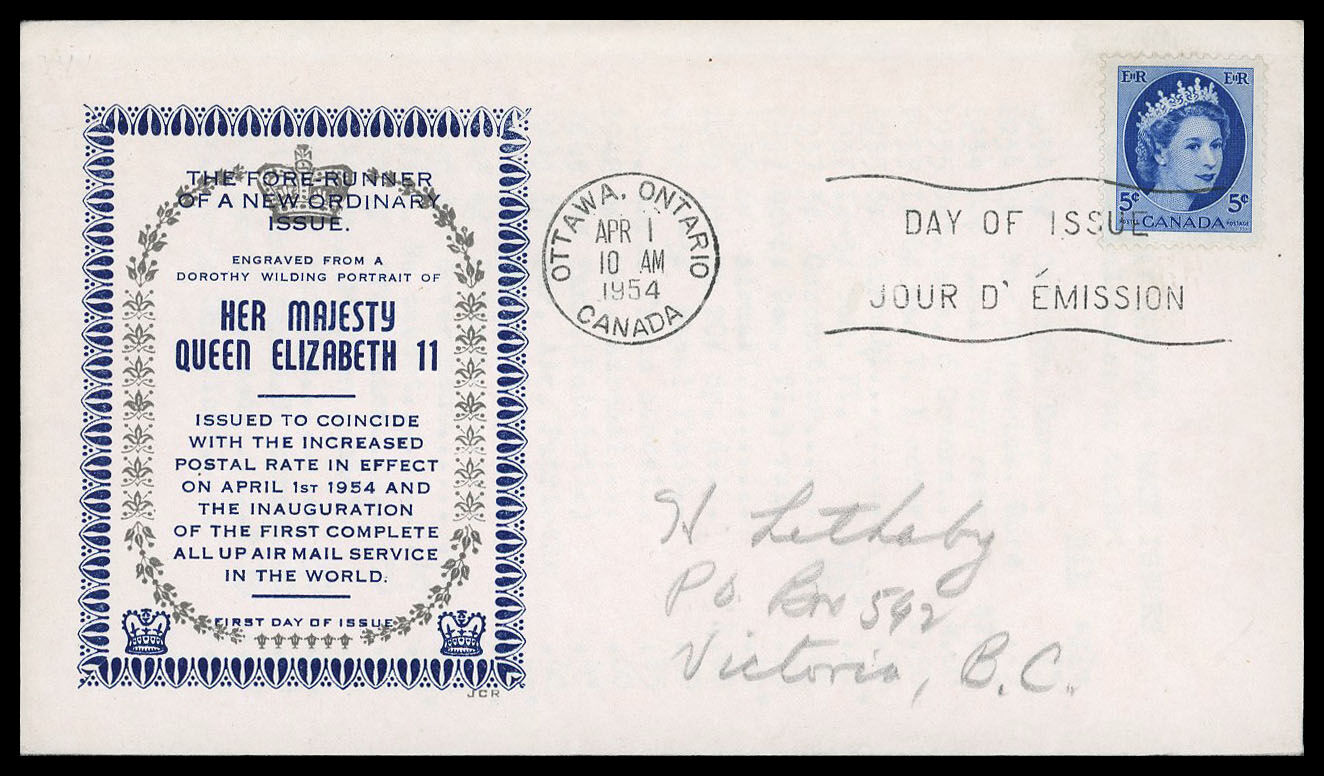 THE FORE-RUNNER
OF A NEW ORDINARY
ISSUE.
ENGRAVED FROM A
DOROTHY WILDING PORTRAIT OF
HER MAJESTY
QUEEN ELIZABETH 11
ISSUED TO COINCIDE
WITH THE INCREASED
POSTAL RATE IN EFFECT
ON APRIL 1ST 1954 AND
THE INAUGURATION
OF THE FIRST COMPLETE
ALL UP AIR MAIL SERVICE
IN THE WORLD.
FIRST DAY OF ISSUE
JCR
OTTAWA, ONTARIO
APR 1
10 AM
1954
CANADA
EIIR EIIR
5¢ 5¢
POSTES CANADA POSTAGE
DAY OF ISSUE
JOUR D' ÉMISSION
H. Lethaby
P.O. Box 592
Victoria, B.C.